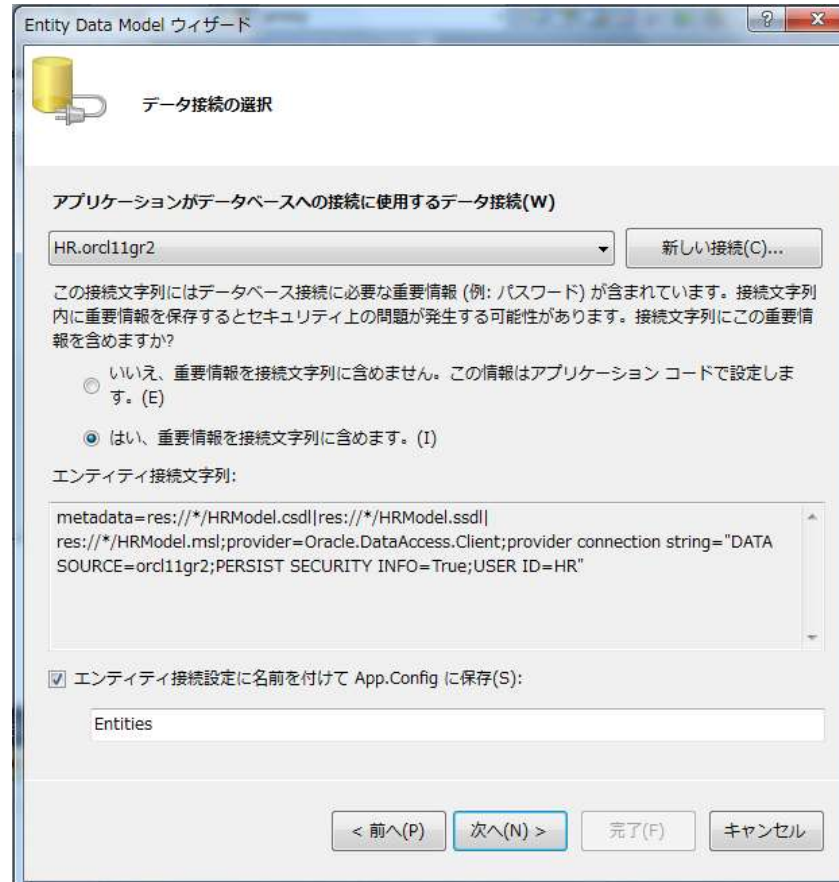 Entity Data Model ウィザード
データ接続の選択
アプリケーションがデータベースへの接続に使用するデータ接続(W)
HR.orcl11gr2
新しい接続(C)...
この接続文字列にはデータベース接続に必要な重要情報 (例: パスワード) が含まれています。接続文字列
内に重要情報を保存するとセキュリティ上の問題が発生する可能性があります。接続文字列にこの重要情
報を含めますか?
いいえ、重要情報を接続文字列に含めません。この情報はアプリケーション コードで設定しま
す。(E)
はい、重要情報を接続文字列に含めます。(I)
エンティティ接続文字列:
metadata=res://*/HRModel.csdl|res://*/HRModel.ssdl|
res://*/HRModel.msl;provider=Oracle.DataAccess.Client;provider connection string="DATA
SOURCE=orcl11gr2;PERSIST SECURITY INFO=True;USER ID=HR"
エンティティ接続設定に名前を付けて App.Config に保存(S):
Entities
< 前へ(P)
次へ(N) >
完了(F)
キャンセル